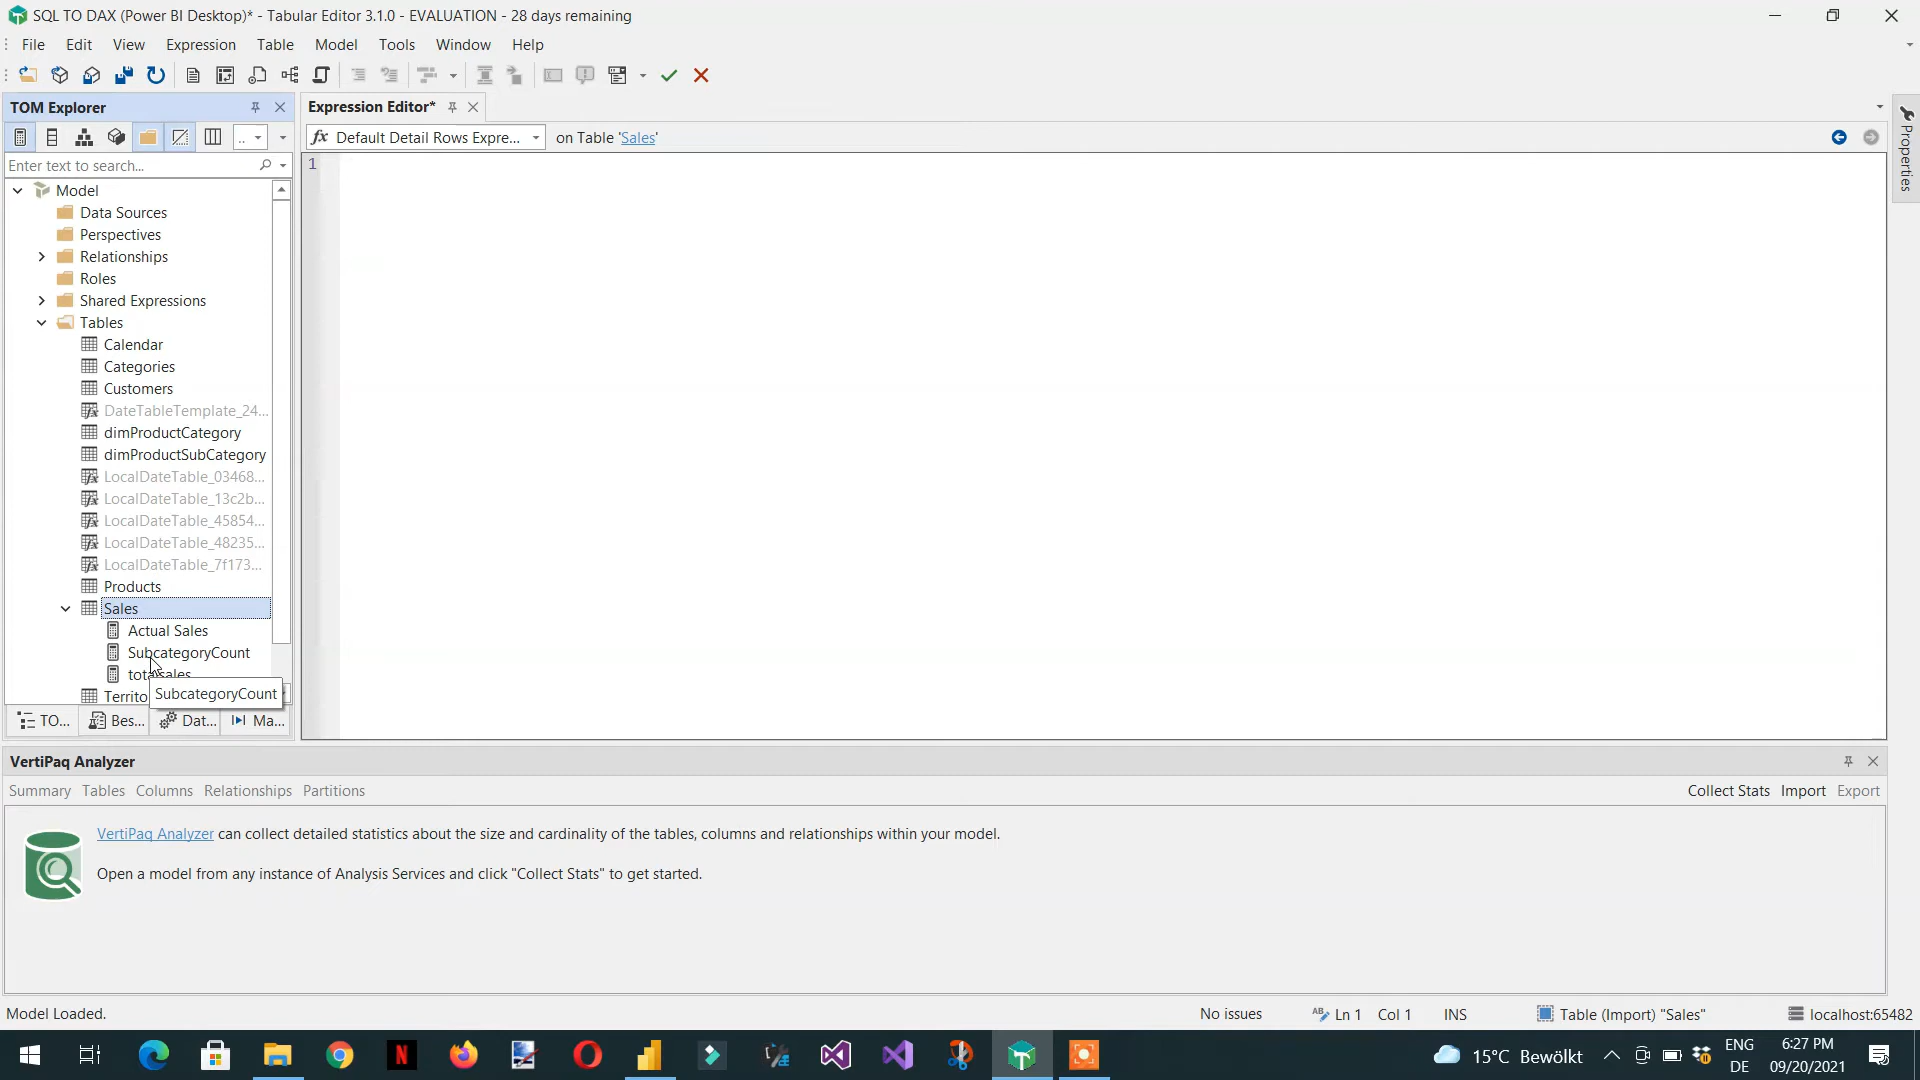 SQL TO DAX (Power BI Desktop)* - Tabular Editor 3.1.0 - EVALUATION - 28 days remaining
File Edit View Expression Table Model Tools Window Help
TOM Explorer
Expression Editor*
Default Detail Rows Expre... on Table 'Sales'
Enter text to search...
1
Properties
Model
Data Sources
Perspectives
Relationships
Roles
Shared Expressions
Tables
Calendar
Categories
Customers
DateTableTemplate_24...
dimProductCategory
dimProductSubCategory
LocalDateTable_03468...
LocalDateTable_13c2b...
LocalDateTable_45854...
LocalDateTable_48235...
LocalDateTable_7f173...
Products
Sales
Actual Sales
SubcategoryCount
SubcategoryCount
TO... Bes... Dat... Ma...
VertiPaq Analyzer
Summary Tables Columns Relationships Partitions Collect Stats Import Export
VertiPaq Analyzer can collect detailed statistics about the size and cardinality of the tables, columns and relationships within your model.
Open a model from any instance of Analysis Services and click "Collect Stats" to get started.
Model Loaded. No issues Ln 1 Col 1 INS Table (Import) "Sales" localhost:65482
15°C Bewölkt ENG DE 6:27 PM 09/20/2021